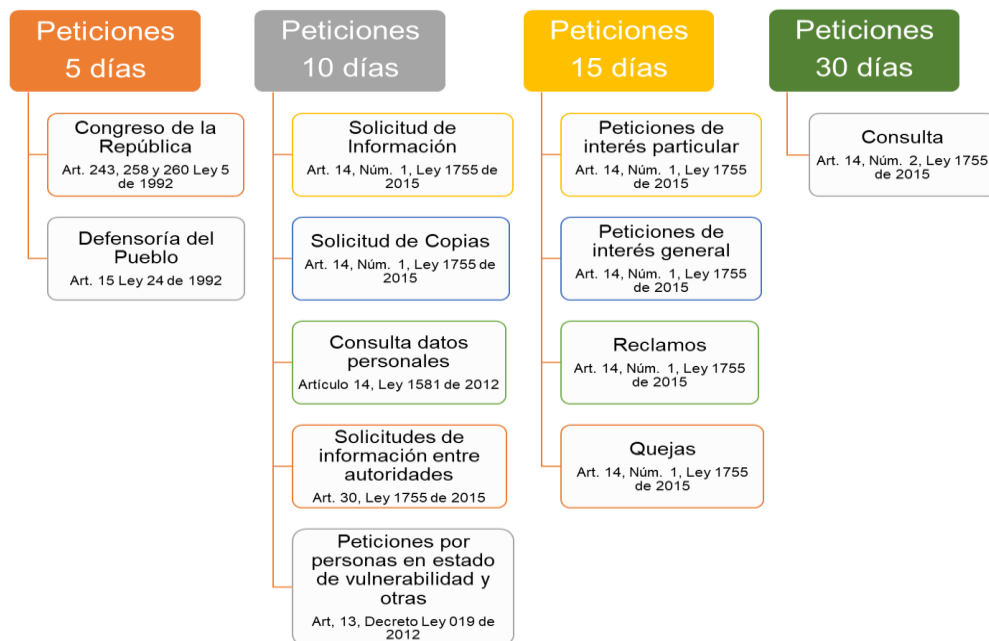 Peticiones
5 días
Congreso de la
República
Art. 243, 258 y 260 Ley 5
de 1992
Defensoría del
Pueblo
Art. 15 Ley 24 de 1992
Peticiones
10 días
Solicitud de
Información
Art. 14, Núm. 1, Ley 1755 de
2015
Solicitud de Copias
Art. 14, Núm. 1, Ley 1755 de
2015
Consulta datos
personales
Artículo 14, Ley 1581 de 2012
Solicitudes de
información entre
autoridades
Art. 30, Ley 1755 de 2015
Peticiones por
personas en estado
de vulnerabilidad y
otras
Art, 13, Decreto Ley 019 de
2012
Peticiones
15 días
Peticiones de
interés particular
Art. 14, Núm. 1, Ley 1755
de 2015
Peticiones de
interés general
Art. 14, Núm. 1, Ley 1755
de 2015
Reclamos
Art. 14, Núm. 1, Ley 1755
de 2015
Quejas
Art. 14, Núm. 1, Ley 1755
de 2015
Peticiones
30 días
Consulta
Art. 14, Núm. 2, Ley 1755
de 2015